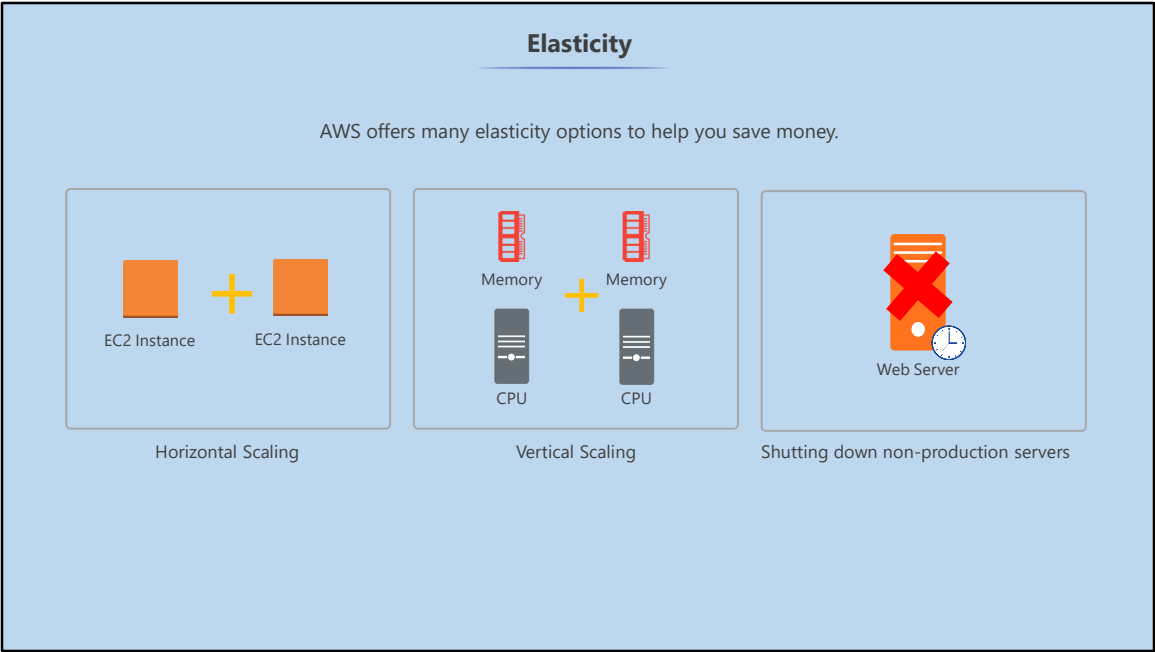 Elasticity
AWS offers many elasticity options to help you save money.
EC2 Instance
EC2 Instance
Horizontal Scaling
Memory
Memory
CPU
CPU
Vertical Scaling
Web Server
Shutting down non-production servers